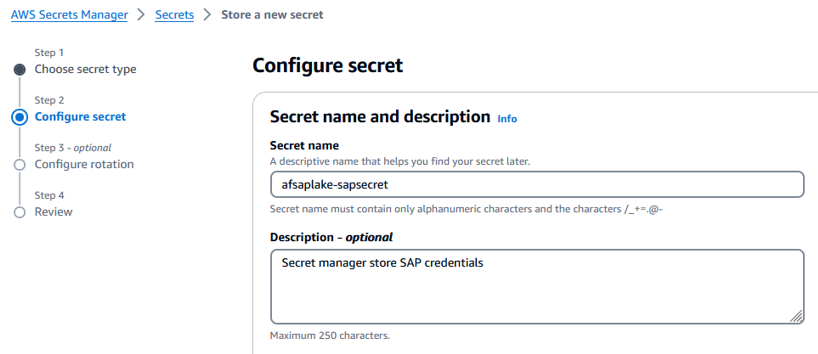 AWS Secrets Manager > Secrets > Store a new secret
Step 1
Choose secret type
Step 2
Configure secret
Step 3 - optional
Configure rotation
Step 4
Review
Configure secret
Secret name and description Info
Secret name
A descriptive name that helps you find your secret later.
afsaplake-sapsecret
Secret name must contain only alphanumeric characters and the characters /_+=.@-
Description - optional
Secret manager store SAP credentials
Maximum 250 characters.